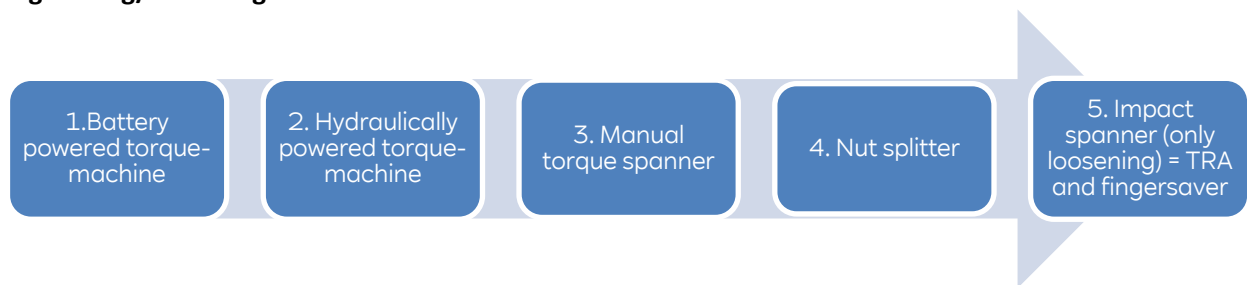 1.Battery
powered torque-
machine
2. Hydraulically
powered torque-
machine
3. Manual
torque spanner
4. Nut splitter
5. Impact
spanner (only
loosening) = TRA
and fingersaver